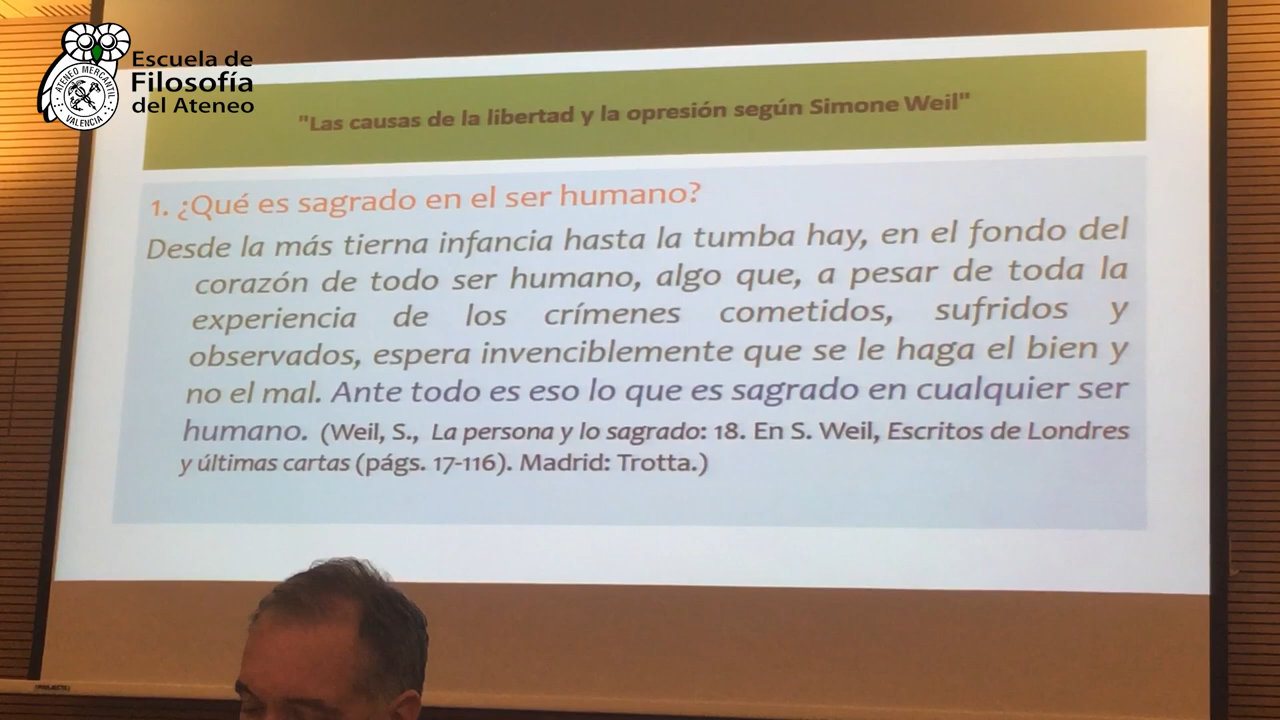 Escuela de
Filosofía
del Ateneo
ATENEO MERCANTIL
VALENCIA
"Las causas de la libertad y la opresión según Simone Weil"
1. ¿Qué es sagrado en el ser humano?
Desde la más tierna infancia hasta la tumba hay, en el fondo del
corazón de todo ser humano, algo que, a pesar de toda la
experiencia de los crímenes cometidos, sufridos y
observados, espera invenciblemente que se le haga el bien y
no el mal. Ante todo es eso lo que es sagrado en cualquier ser
humano. (Weil, S., La persona y lo sagrado: 18. En S. Weil, Escritos de Londres
y últimas cartas (págs. 17-116). Madrid: Trotta.)